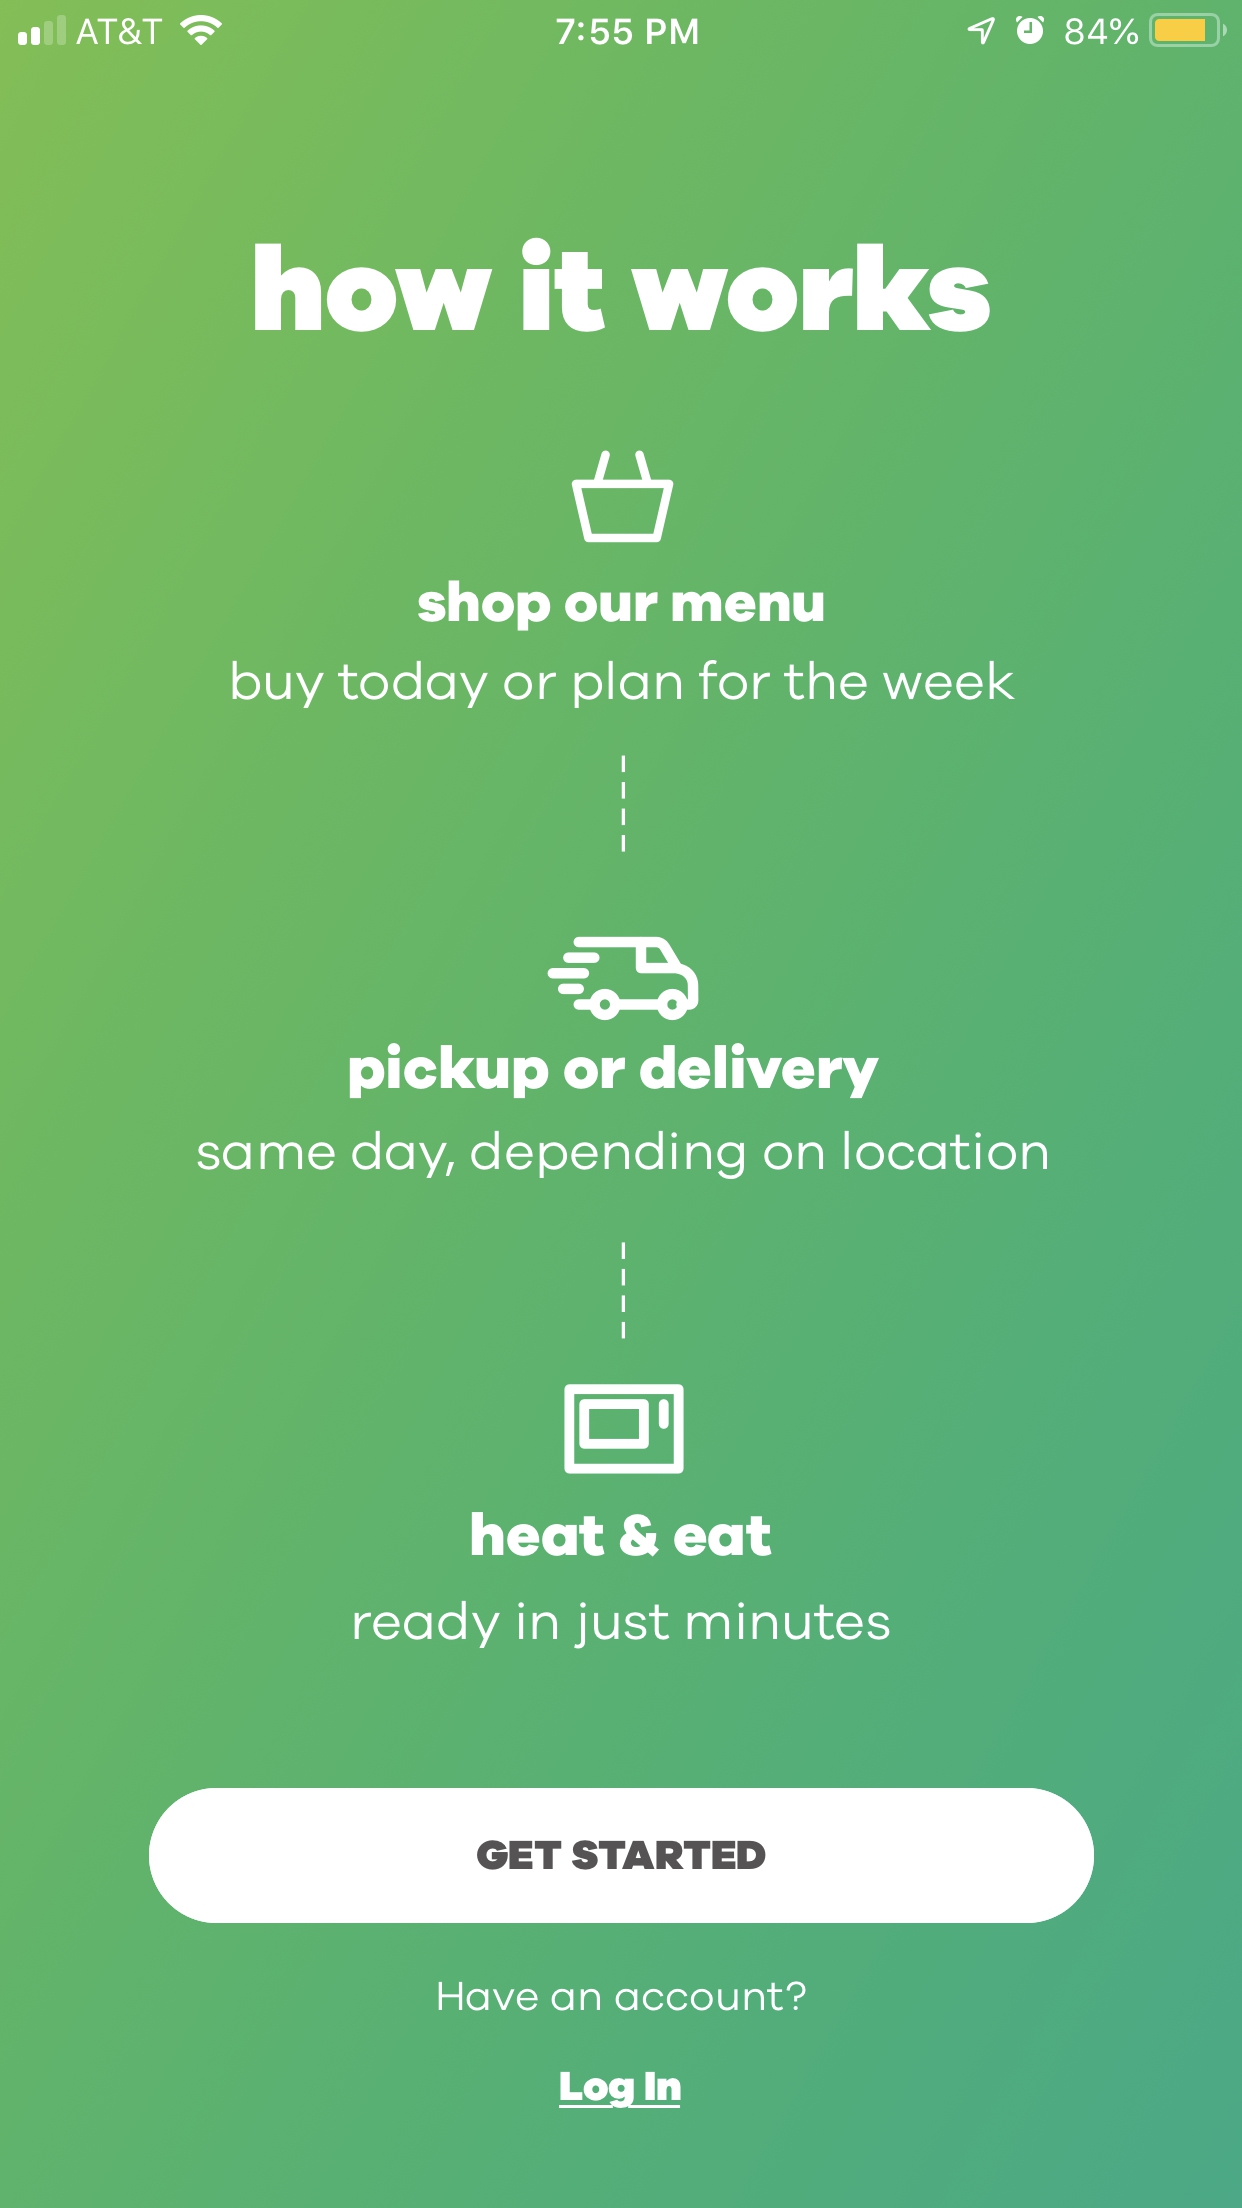 AT&T 7:55 PM 84%
how it works
shop our menu
buy today or plan for the week
pickup or delivery
same day, depending on location
heat & eat
ready in just minutes
GET STARTED
Have an account?
Log In